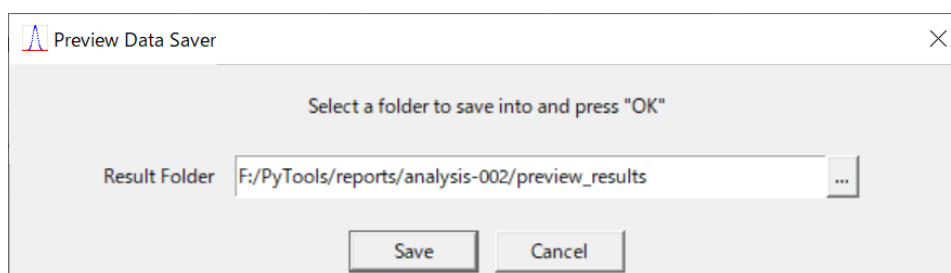 Preview Data Saver
Select a folder to save into and press "OK"
Result Folder F:/PyTools/reports/analysis-002/preview_results ...
Save Cancel